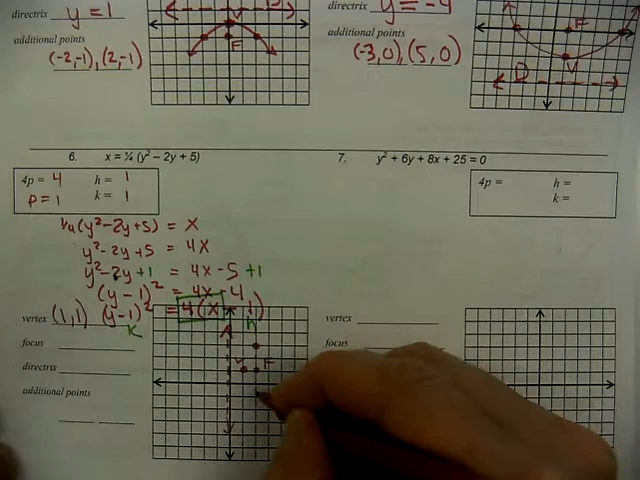 directrix y = 1
additional points
(-2,-1),(2,-1)
V
F
directrix y = -4
additional points
(-3,0),(5,0)
F
V
D
6. x = ¼ (y² – 2y + 5)
4p = 4 h = 1
p = 1 k = 1
1/4(y²-2y+5) = x
y²-2y+5 = 4x
y²-2y+1 = 4x-5+1
(y-1)² = 4x-4
(y-1)² = 4(x-1)
k h
vertex (1,1)
focus
directrix
additional points
V F
7. y² + 6y + 8x + 25 = 0
4p = h =
k =
vertex
focus